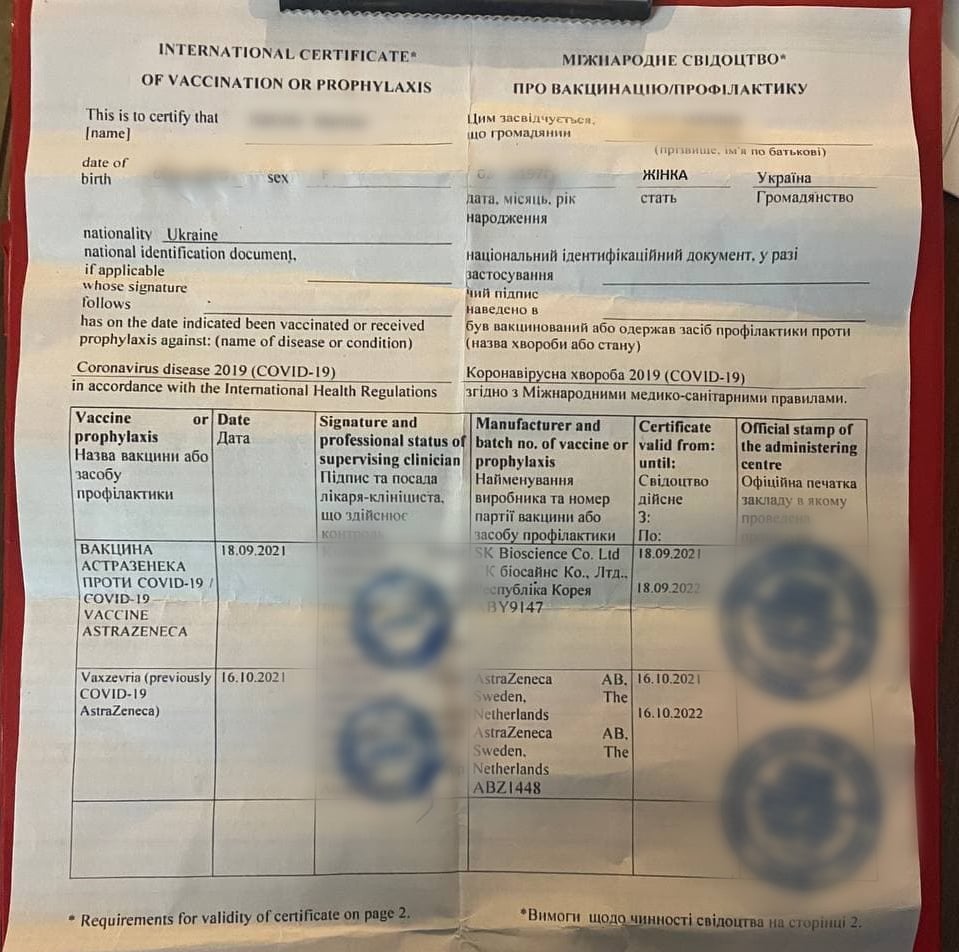 INTERNATIONAL CERTIFICATE*
OF VACCINATION OR PROPHYLAXIS
This is to certify that
[name]
date of
birth
sex F
nationality Ukraine
national identification document,
if applicable
whose signature
follows
has on the date indicated been vaccinated or received
prophylaxis against: (name of disease or condition)
Coronavirus disease 2019 (COVID-19)
in accordance with the International Health Regulations
МІЖНАРОДНЕ СВІДОЦТВО*
ПРО ВАКЦИНАЦІЮ/ПРОФІЛАКТИКУ
Цим засвідчується,
що громадянин
(прізвище, ім'я по батькові)
ЖІНКА Україна
дата, місяць, рік стать Громадянство
народження
національний ідентифікаційний документ, у разі
застосування
чий підпис
наведено в
був вакцинований або одержав засіб профілактики проти
(назва хвороби або стану)
Коронавірусна хвороба 2019 (COVID-19)
згідно з Міжнародними медико-санітарними правилами.
Vaccine or
prophylaxis
Назва вакцини або
засобу
профілактики
Date
Дата
Signature and
professional status of
supervising clinician
Підпис та посада
лікаря-клініциста,
що здійснює
контроль
Manufacturer and
batch no. of vaccine or
prophylaxis
Найменування
виробника та номер
партії вакцини або
засобу профілактики
Certificate
valid from:
until:
Свідоцтво
дійсне
З:
По:
Official stamp of
the administering
centre
Офіційна печатка
закладу в якому
проведена
ВАКЦИНА
АСТРАЗЕНЕКА
ПРОТИ COVID-19 /
COVID-19
VACCINE
ASTRAZENECA
18.09.2021
SK Bioscience Co. Ltd
К біосайнс Ко., Лтд.,
еспубліка Корея
BY9147
18.09.2021
18.09.2022
Vaxzevria (previously
COVID-19
AstraZeneca)
16.10.2021
AstraZeneca AB,
Sweden, The
Netherlands
AstraZeneca AB,
Sweden, The
Netherlands
ABZ1448
16.10.2021
16.10.2022
* Requirements for validity of certificate on page 2.
*Вимоги щодо чинності свідоцтва на сторінці 2.